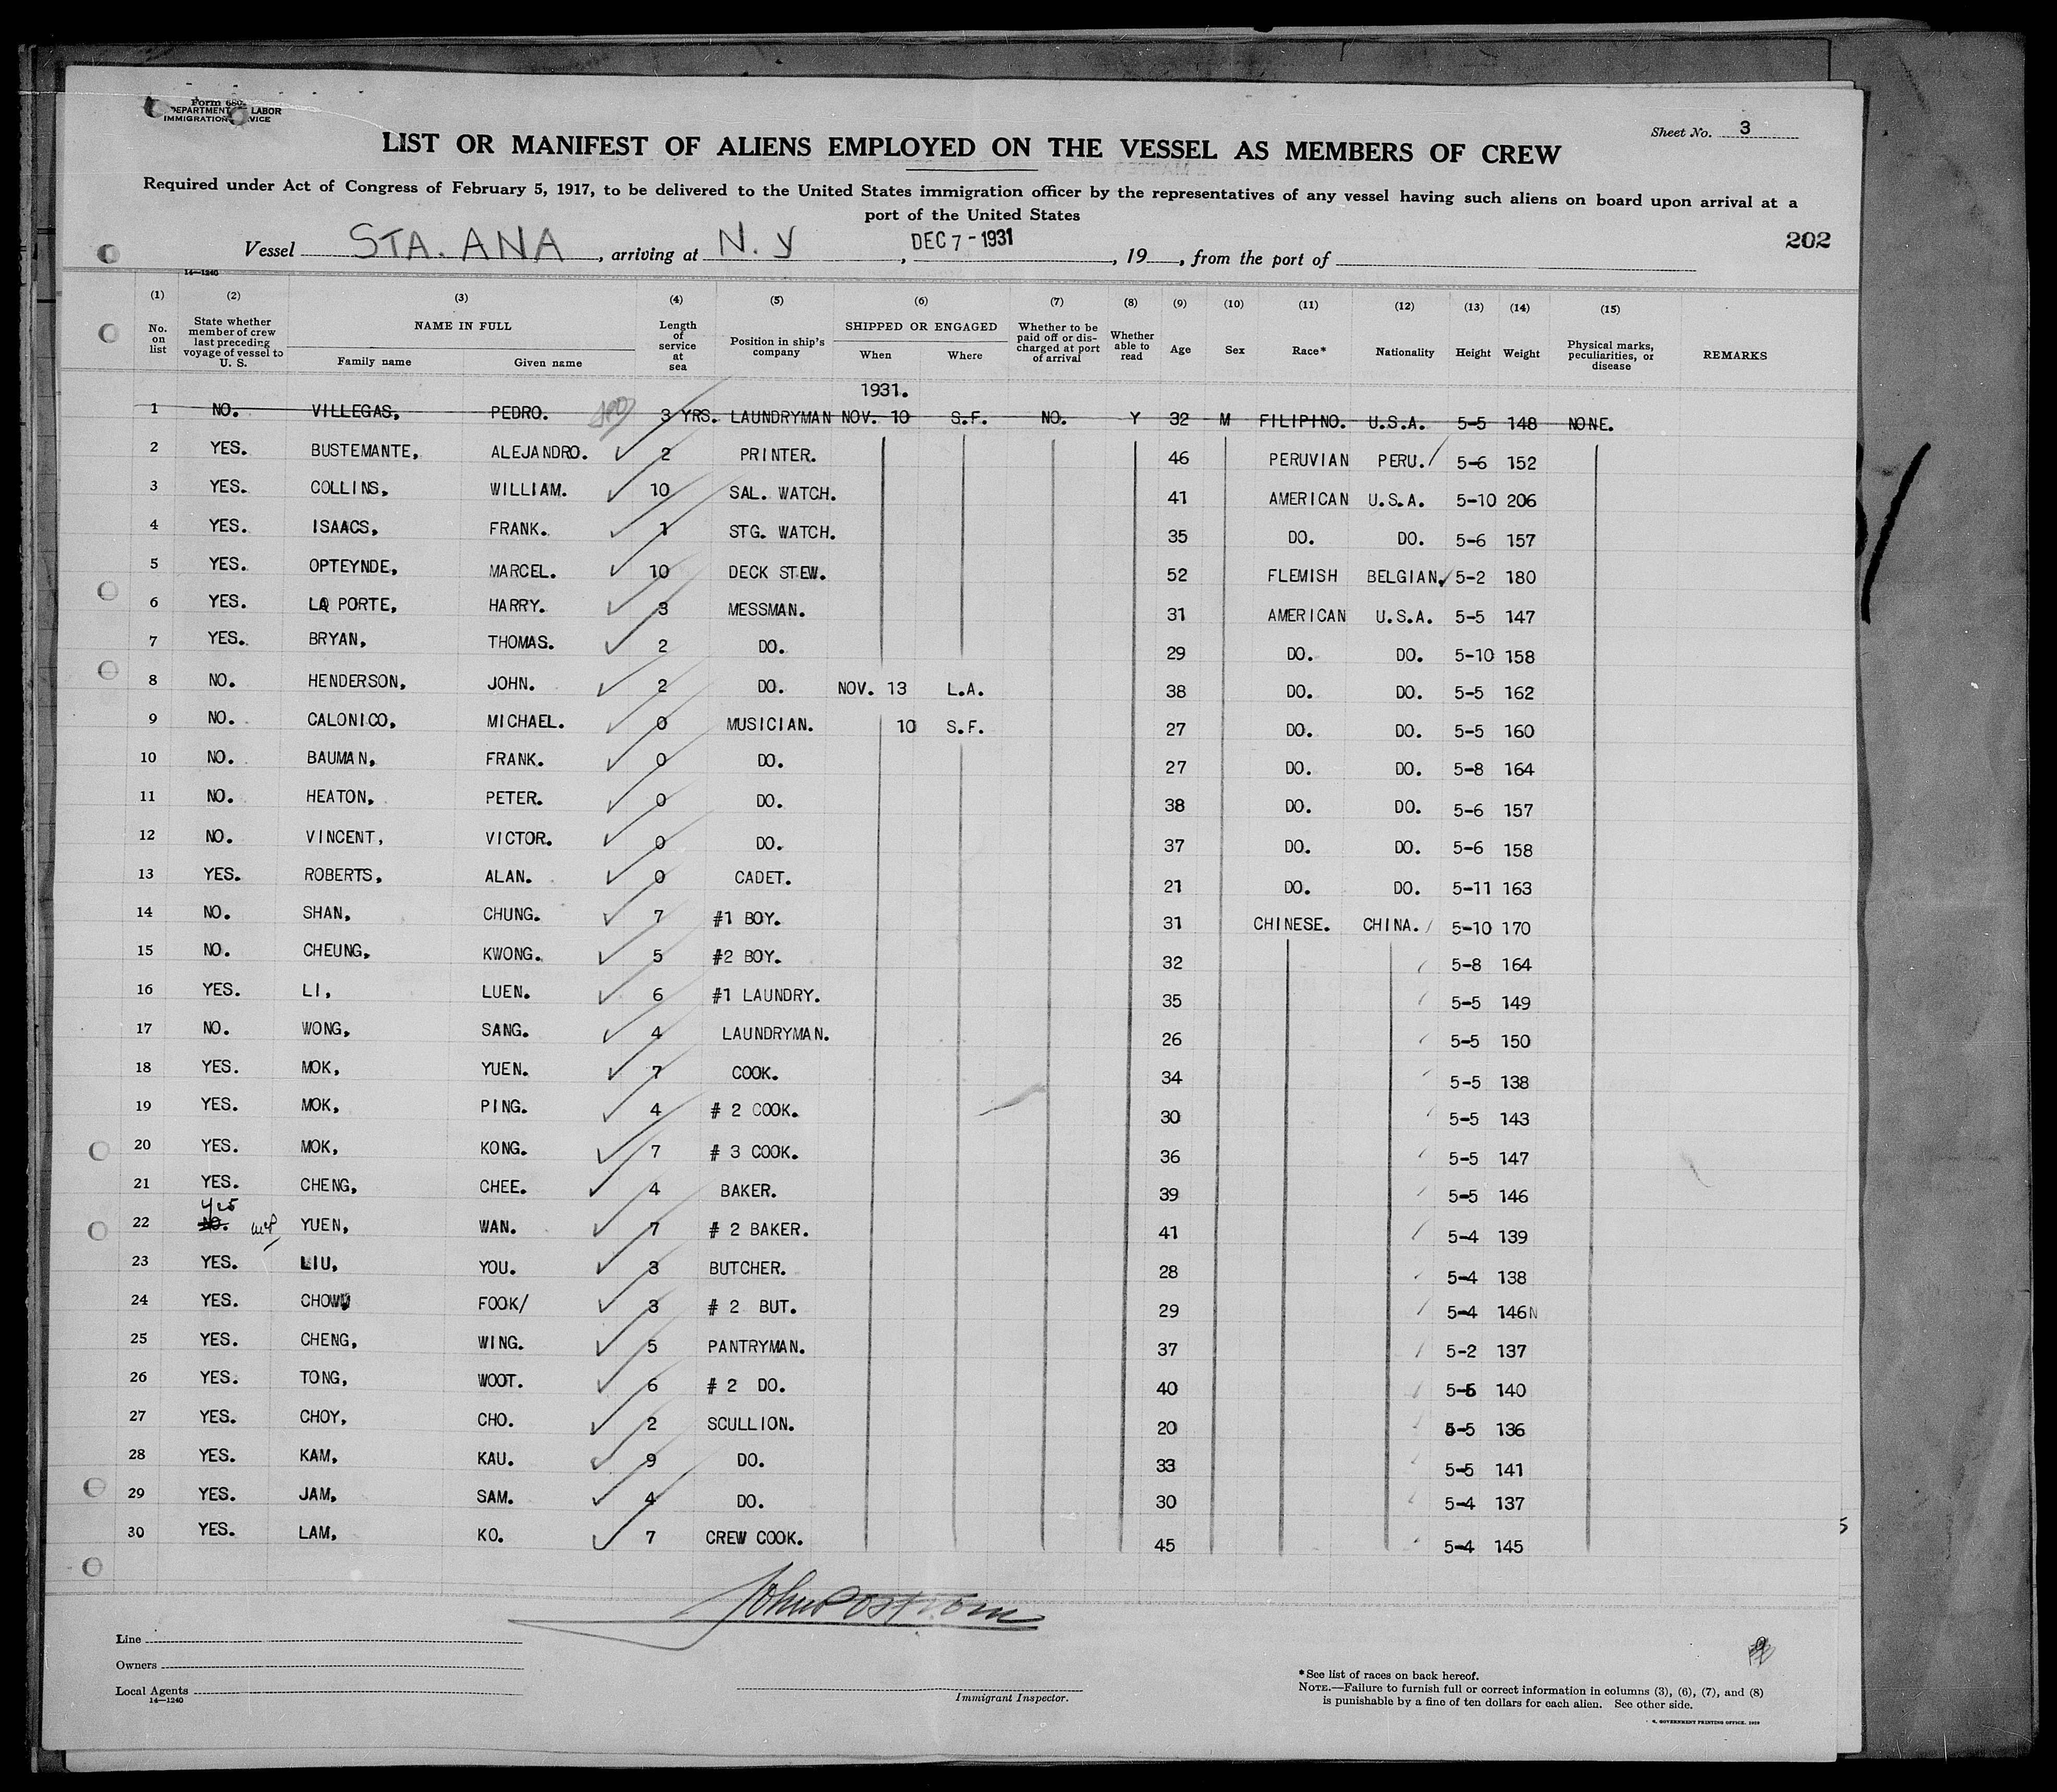 Form 680
DEPARTMENT LABOR
IMMIGRATION VICE
Sheet No. 3
LIST OR MANIFEST OF ALIENS EMPLOYED ON THE VESSEL AS MEMBERS OF CREW
Required under Act of Congress of February 5, 1917, to be delivered to the United States immigration officer by the representatives of any vessel having such aliens on board upon arrival at a
port of the United States
202
Vessel STA. ANA, arriving at N.Y, DEC 7 - 1931, 19, from the port of
14—1240
(1) (2) (3) (4) (5) (6) (7) (8) (9) (10) (11) (12) (13) (14) (15)
No. on list State whether member of crew last preceding voyage of vessel to U. S. NAME IN FULL Family name Given name Length of service at sea Position in ship's company SHIPPED OR ENGAGED When Where Whether to be paid off or discharged at port of arrival Whether able to read Age Sex Race* Nationality Height Weight Physical marks, peculiarities, or disease REMARKS
1931.
1 NO. VILLEGAS, PEDRO. 3 YRS. LAUNDRYMAN NOV. 10 S.F. NO. Y 32 M FILIPINO. U.S.A. 5-5 148 NONE.
2 YES. BUSTEMANTE, ALEJANDRO. 2 PRINTER. 46 PERUVIAN PERU. 5-6 152
3 YES. COLLINS, WILLIAM. 10 SAL. WATCH. 41 AMERICAN U.S.A. 5-10 206
4 YES. ISAACS, FRANK. 1 STG. WATCH. 35 DO. DO. 5-6 157
5 YES. OPTEYNDE, MARCEL. 10 DECK STEW. 52 FLEMISH BELGIAN. 5-2 180
6 YES. LA PORTE, HARRY. 3 MESSMAN. 31 AMERICAN U.S.A. 5-5 147
7 YES. BRYAN, THOMAS. 2 DO. 29 DO. DO. 5-10 158
8 NO. HENDERSON, JOHN. 2 DO. NOV. 13 L.A. 38 DO. DO. 5-5 162
9 NO. CALONICO, MICHAEL. 0 MUSICIAN. 10 S.F. 27 DO. DO. 5-5 160
10 NO. BAUMAN, FRANK. 0 DO. 27 DO. DO. 5-8 164
11 NO. HEATON, PETER. 0 DO. 38 DO. DO. 5-6 157
12 NO. VINCENT, VICTOR. 0 DO. 37 DO. DO. 5-6 158
13 YES. ROBERTS, ALAN. 0 CADET. 21 DO. DO. 5-11 163
14 NO. SHAN, CHUNG. 7 #1 BOY. 31 CHINESE. CHINA. 5-10 170
15 NO. CHEUNG, KWONG. 5 #2 BOY. 32 5-8 164
16 YES. LI, LUEN. 6 #1 LAUNDRY. 35 5-5 149
17 NO. WONG, SANG. 4 LAUNDRYMAN. 26 5-5 150
18 YES. MOK, YUEN. 7 COOK. 34 5-5 138
19 YES. MOK, PING. 4 # 2 COOK. 30 5-5 143
20 YES. MOK, KONG. 7 # 3 COOK. 36 5-5 147
21 YES. CHENG, CHEE. 4 BAKER. 39 5-5 146
yes
22 NO. YUEN, WAN. 7 # 2 BAKER. 41 5-4 139
23 YES. LIU, YOU. 3 BUTCHER. 28 5-4 138
24 YES. CHOW FOOK/ 3 # 2 BUT. 29 5-4 146N
25 YES. CHENG, WING. 5 PANTRYMAN. 37 5-2 137
26 YES. TONG, WOOT. 6 # 2 DO. 40 5-5 140
27 YES. CHOY, CHO. 2 SCULLION. 20 5-5 136
28 YES. KAM, KAU. 9 DO. 33 5-5 141
29 YES. JAM, SAM. 4 DO. 30 5-4 137
30 YES. LAM, KO. 7 CREW COOK. 45 5-4 145
Line
Owners
Local Agents
14—1240
Immigrant Inspector.
*See list of races on back hereof.
NOTE.—Failure to furnish full or correct information in columns (3), (6), (7), and (8)
is punishable by a fine of ten dollars for each alien. See other side.
GOVERNMENT PRINTING OFFICE